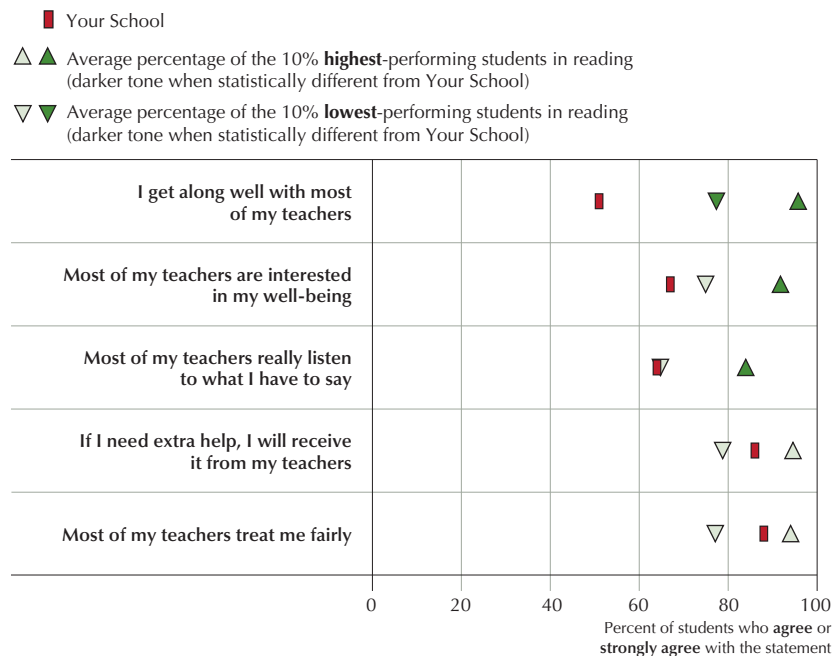 Your School
Average percentage of the 10% highest-performing students in reading
(darker tone when statistically different from Your School)
Average percentage of the 10% lowest-performing students in reading
(darker tone when statistically different from Your School)
I get along well with most
of my teachers
Most of my teachers are interested
in my well-being
Most of my teachers really listen
to what I have to say
If I need extra help, I will receive
it from my teachers
Most of my teachers treat me fairly
0 20 40 60 80 100
Percent of students who agree or
strongly agree with the statement